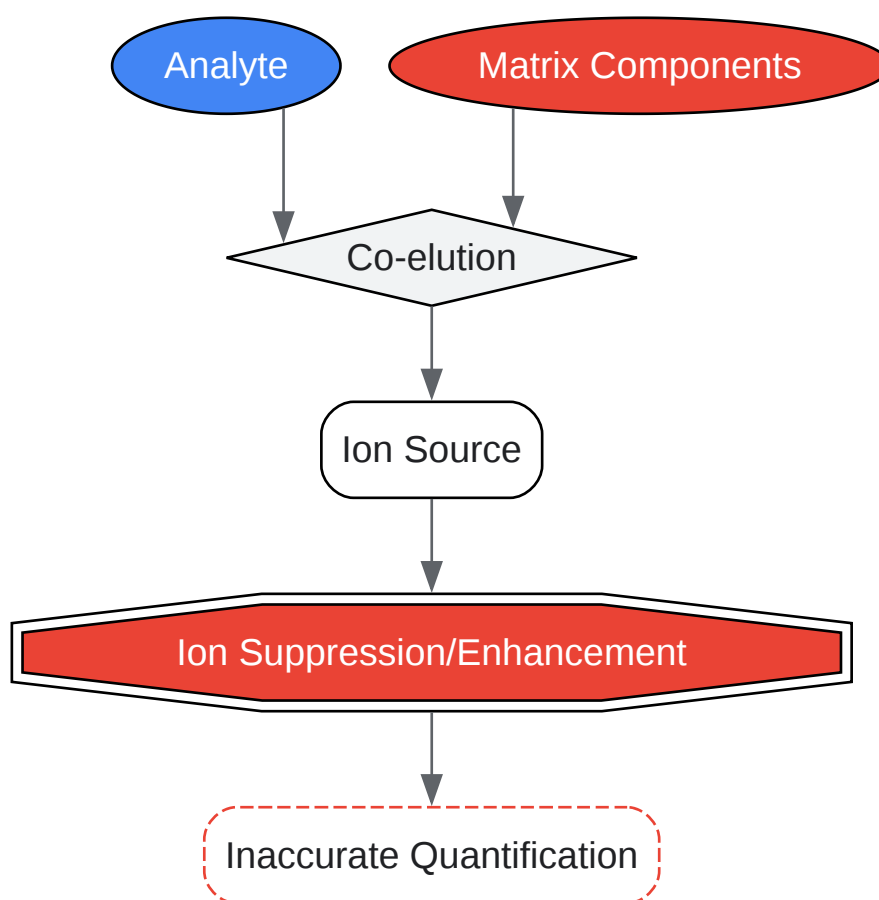 Analyte
Matrix Components
Co-elution
Ion Source
Ion Suppression/Enhancement
Inaccurate Quantification